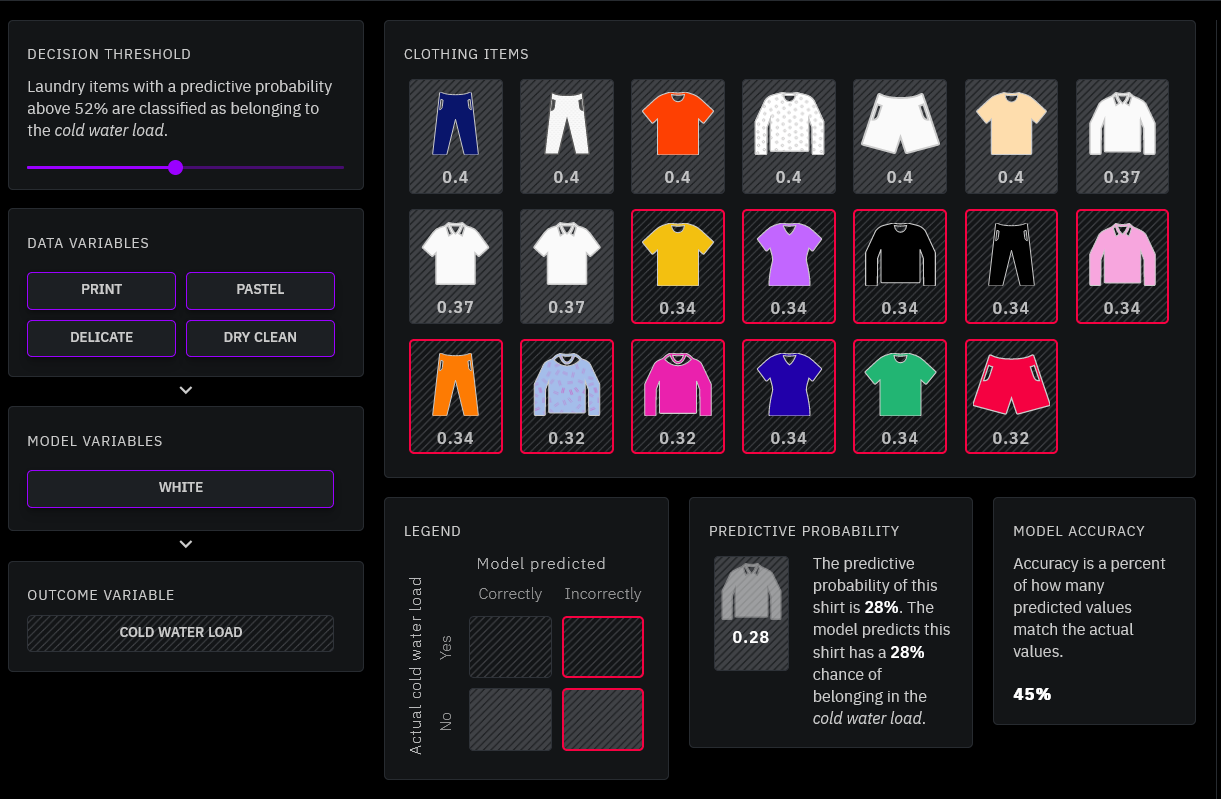 DECISION THRESHOLD
Laundry items with a predictive probability
above 52% are classified as belonging to
the cold water load.
DATA VARIABLES
PRINT
PASTEL
DELICATE
DRY CLEAN
MODEL VARIABLES
WHITE
OUTCOME VARIABLE
COLD WATER LOAD
CLOTHING ITEMS
0.4 0.4 0.4 0.4 0.4 0.4 0.37
0.37 0.37 0.34 0.34 0.34 0.34 0.34
0.34 0.32 0.32 0.34 0.34 0.32
LEGEND
Model predicted
Correctly Incorrectly
Actual cold water load
Yes
No
PREDICTIVE PROBABILITY
0.28
The predictive
probability of this
shirt is 28%. The
model predicts this
shirt has a 28%
chance of
belonging in the
cold water load.
MODEL ACCURACY
Accuracy is a percent
of how many
predicted values
match the actual
values.
45%